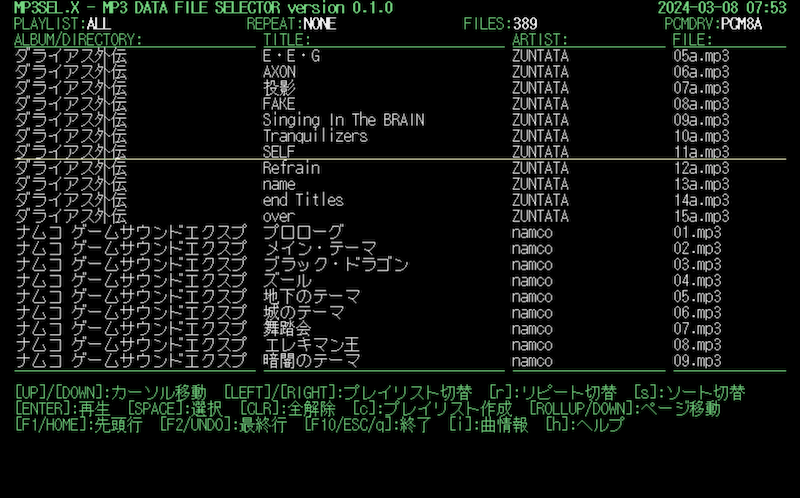 MP3SEL.X - MP3 DATA FILE SELECTOR version 0.1.0 2024-03-08 07:53
PLAYLIST:ALL REPEAT:NONE FILES:389 PCMDRV:PCM8A
ALBUM/DIRECTORY: TITLE: ARTIST: FILE:
ダライアス外伝 E・E・G ZUNTATA 05a.mp3
ダライアス外伝 AXON ZUNTATA 06a.mp3
ダライアス外伝 投影 ZUNTATA 07a.mp3
ダライアス外伝 FAKE ZUNTATA 08a.mp3
ダライアス外伝 Singing In The BRAIN ZUNTATA 09a.mp3
ダライアス外伝 Tranquilizers ZUNTATA 10a.mp3
ダライアス外伝 SELF ZUNTATA 11a.mp3
ダライアス外伝 Refrain ZUNTATA 12a.mp3
ダライアス外伝 name ZUNTATA 13a.mp3
ダライアス外伝 end Titles ZUNTATA 14a.mp3
ダライアス外伝 over ZUNTATA 15a.mp3
ナムコ ゲームサウンドエクスプ プロローグ namco 01.mp3
ナムコ ゲームサウンドエクスプ メイン・テーマ namco 02.mp3
ナムコ ゲームサウンドエクスプ ブラック・ドラゴン namco 03.mp3
ナムコ ゲームサウンドエクスプ ズール namco 04.mp3
ナムコ ゲームサウンドエクスプ 地下のテーマ namco 05.mp3
ナムコ ゲームサウンドエクスプ 城のテーマ namco 06.mp3
ナムコ ゲームサウンドエクスプ 舞踏会 namco 07.mp3
ナムコ ゲームサウンドエクスプ エレキマン王 namco 08.mp3
ナムコ ゲームサウンドエクスプ 暗闇のテーマ namco 09.mp3
[UP]/[DOWN]:カーソル移動 [LEFT]/[RIGHT]:プレイリスト切替 [r]:リピート切替 [s]:ソート切替
[ENTER]:再生 [SPACE]:選択 [CLR]:全解除 [c]:プレイリスト作成 [ROLLUP/DOWN]:ページ移動
[F1/HOME]:先頭行 [F2/UNDO]:最終行 [F10/ESC/q]:終了 [i]:曲情報 [h]:ヘルプ